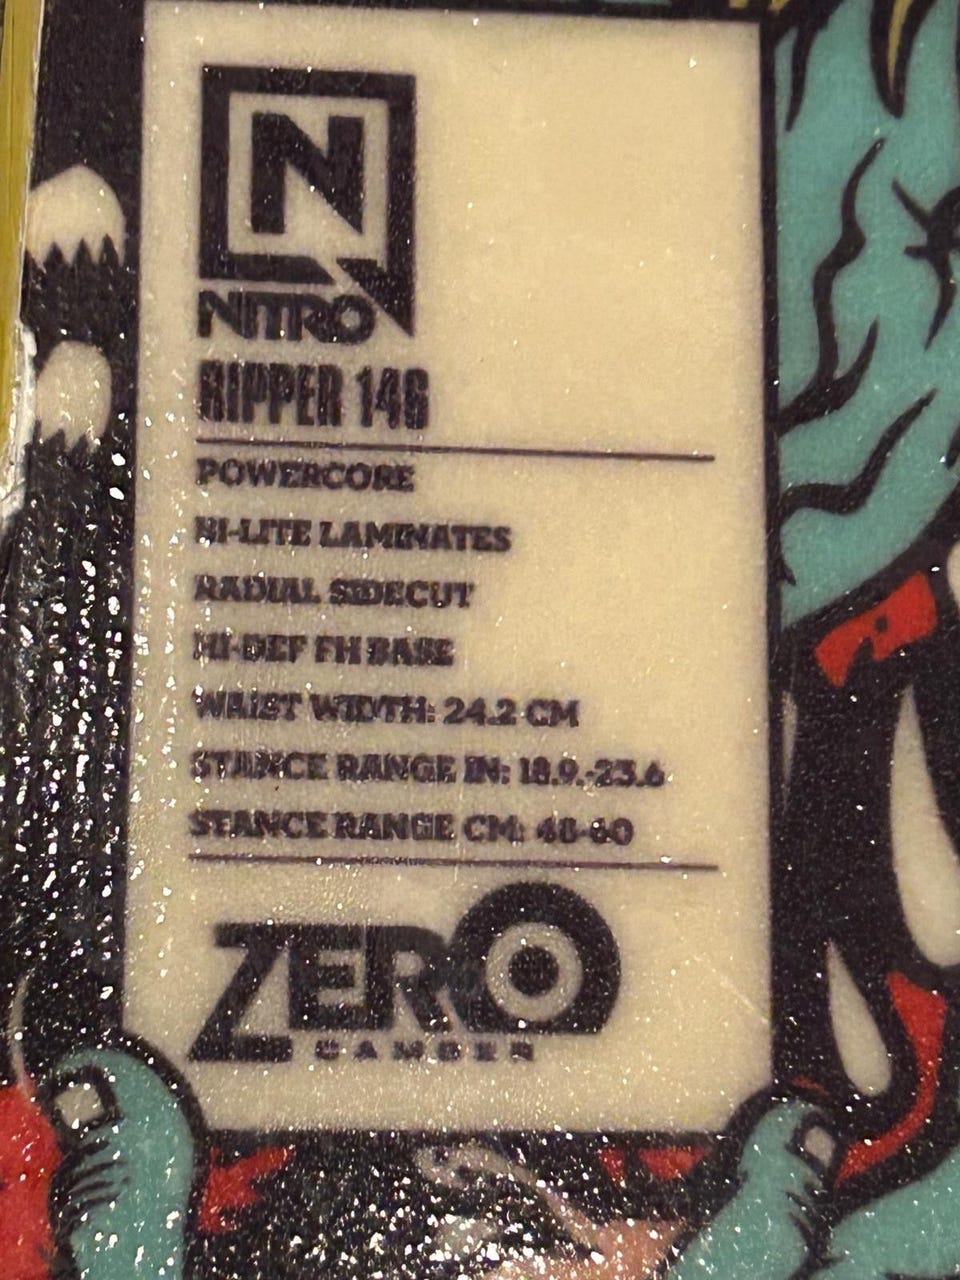 N
NITRO
RIPPER 146
POWERCORE
HI-LITE LAMINATES
RADIAL SIDECUT
HI-DEF FH BASE
WAIST WIDTH: 24.2 CM
STANCE RANGE IN: 18.9.-23.6
STANCE RANGE CM: 48-60
ZERO
CAMBER